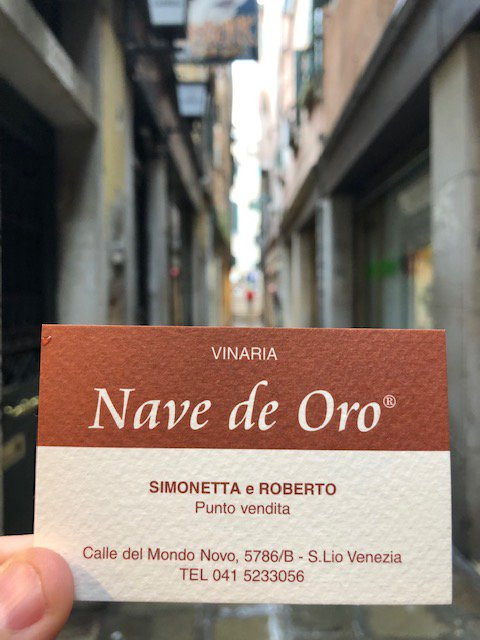 VINARIA
Nave de Oro®
SIMONETTA e ROBERTO
Punto vendita
Calle del Mondo Novo, 5786/B - S.Lio Venezia
TEL 041 5233056